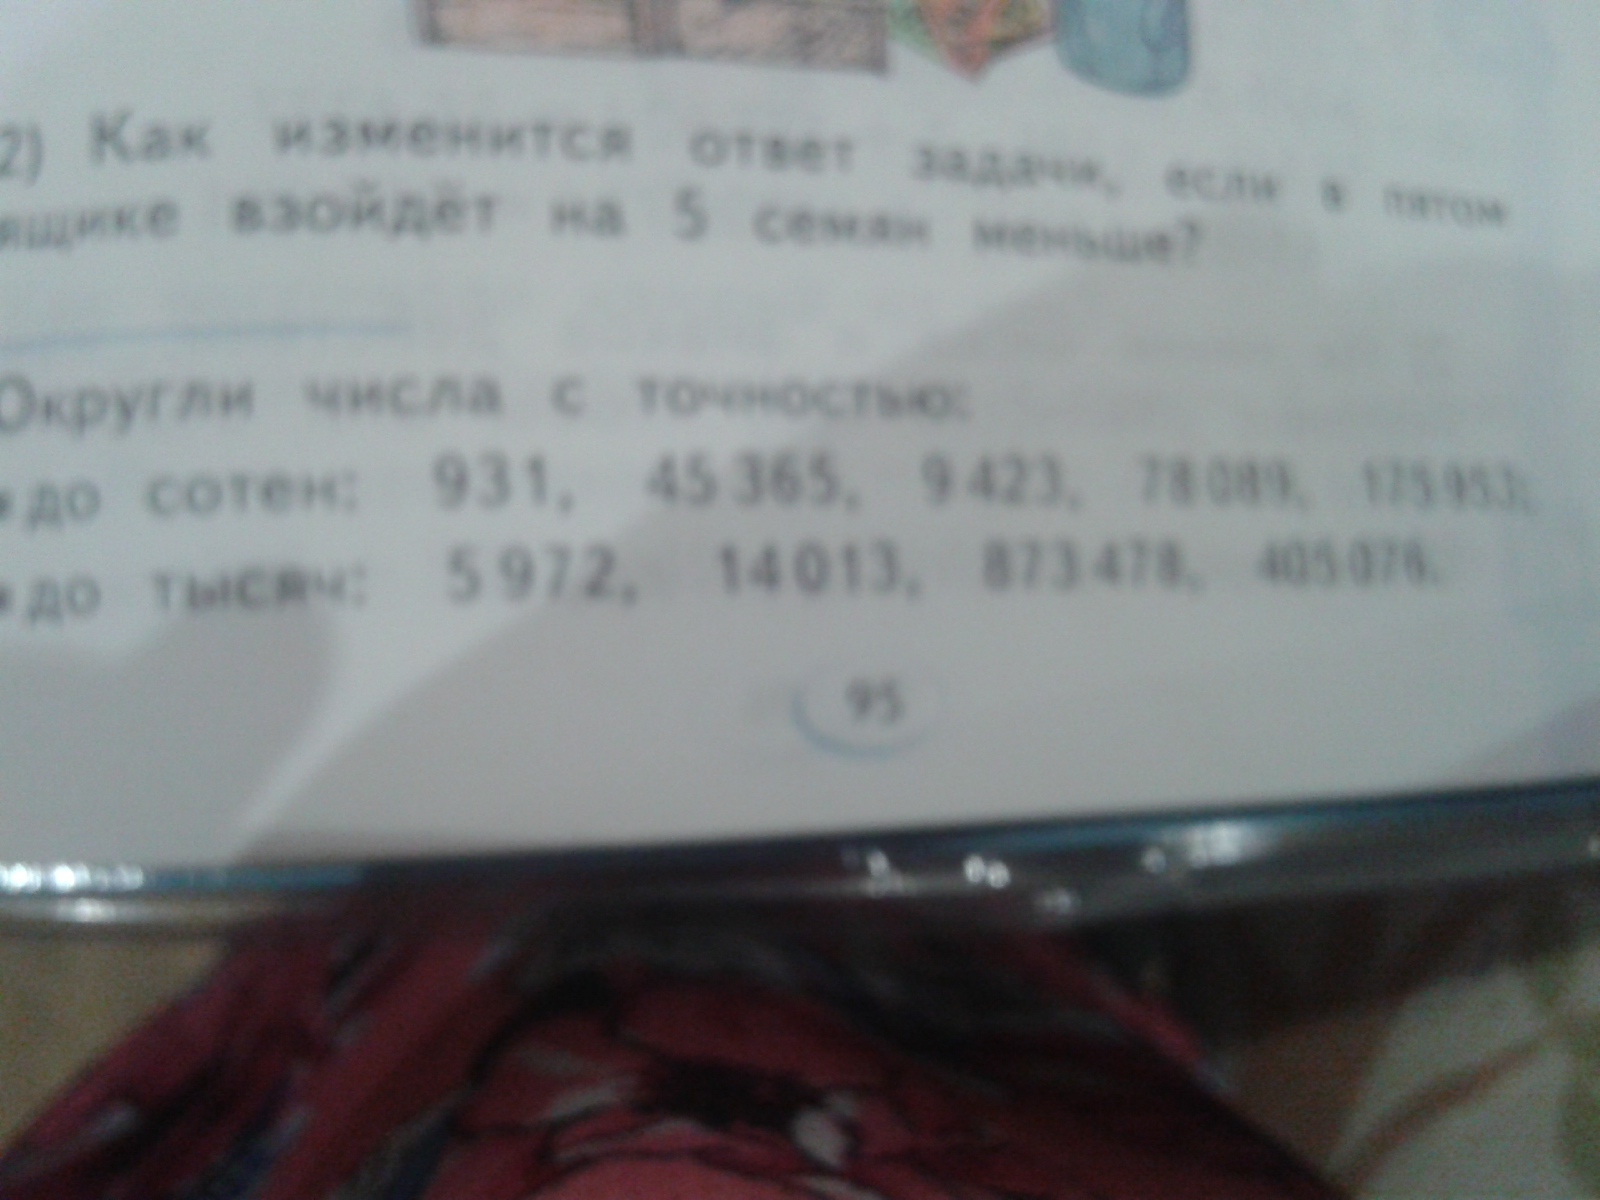 2) Как изменится ответ задачи, если в пятом
ящике взойдёт на 5 семян меньше?
Округли числа с точностью:
• до сотен: 931, 45 365, 9 423, 78 089, 175 953;
• до тысяч: 5 972, 14 013, 873 478, 405 076.
95